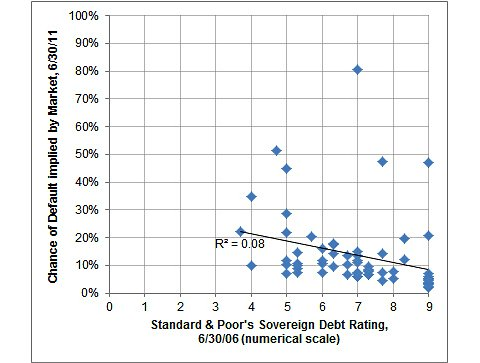 100%
90%
80%
70%
60%
50%
40%
30%
20%
10%
0%
Chance of Default implied by Market, 6/30/11
R² = 0.08
0 1 2 3 4 5 6 7 8 9
Standard & Poor's Sovereign Debt Rating,
6/30/06 (numerical scale)